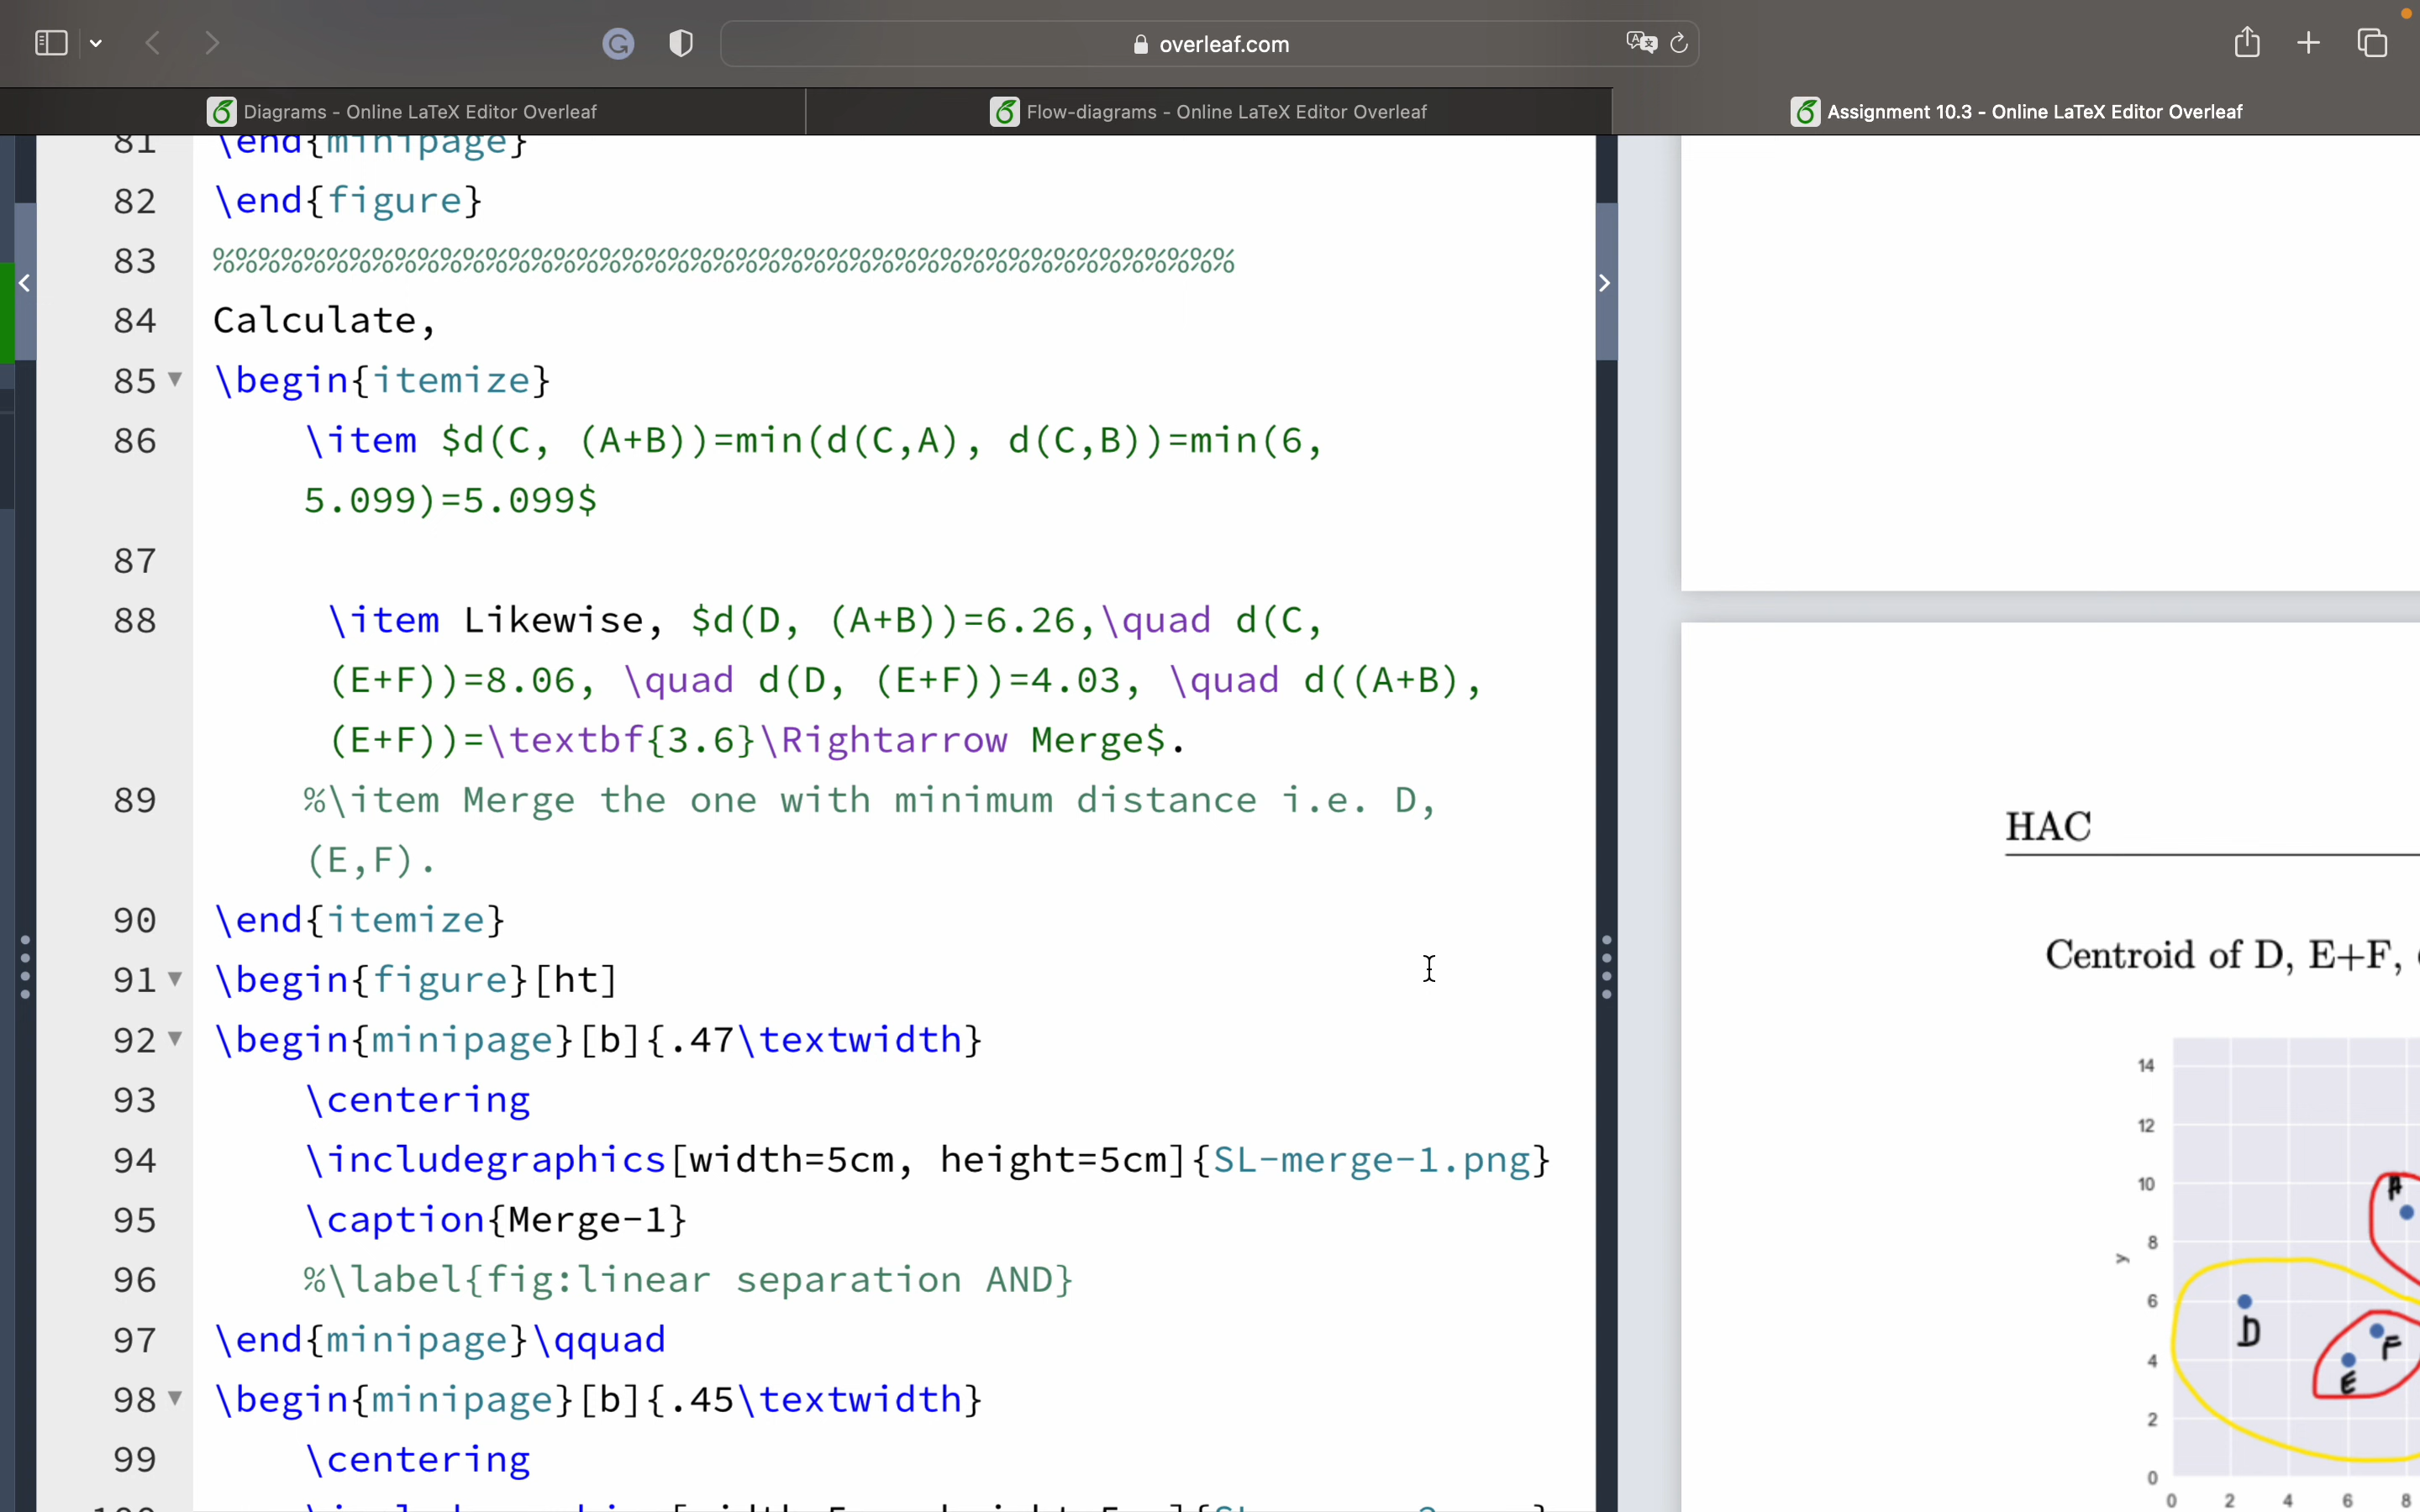 overleaf.com
Diagrams - Online LaTeX Editor Overleaf
Flow-diagrams - Online LaTeX Editor Overleaf
Assignment 10.3 - Online LaTeX Editor Overleaf
81 \end{minipage}
82 \end{figure}
83 %%%%%%%%%%%%%%%%%%%%%%%%%%%%%%%%%%%%%%%%%%%%%
84 Calculate,
85 \begin{itemize}
86 \item $d(C, (A+B))=min(d(C,A), d(C,B))=min(6,
5.099)=5.099$
87
88 \item Likewise, $d(D, (A+B))=6.26,\quad d(C,
(E+F))=8.06, \quad d(D, (E+F))=4.03, \quad d((A+B),
(E+F))=\textbf{3.6}\Rightarrow Merge$.
89 %\item Merge the one with minimum distance i.e. D,
(E,F).
90 \end{itemize}
91 \begin{figure}[ht]
92 \begin{minipage}[b]{.47\textwidth}
93 \centering
94 \includegraphics[width=5cm, height=5cm]{SL-merge-1.png}
95 \caption{Merge-1}
96 %\label{fig:linear separation AND}
97 \end{minipage}\qquad
98 \begin{minipage}[b]{.45\textwidth}
99 \centering
HAC
Centroid of D, E+F,
14
12
10
8
6
4
2
0
y
A
D
F
E
0 2 4 6 8